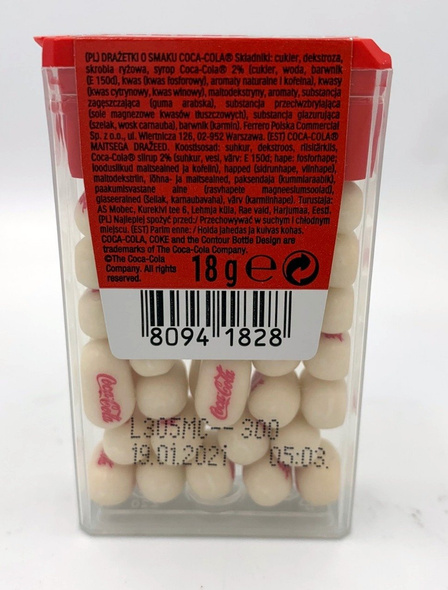 (PL) DRAŻETKI O SMAKU COCA-COLA® Składniki: cukier, dekstroza,
skrobia ryżowa, syrop Coca-Cola® 2% (cukier, woda, barwnik
(E 150d), kwas (kwas fosforowy), aromaty naturalne i kofeina), kwasy
(kwas cytrynowy, kwas winowy), maltodekstryny, aromaty, substancja
zagęszczająca (guma arabska), substancja przeciwzbrylająca
(sole magnezowe kwasów tłuszczowych), substancja glazurująca
(szelak, wosk carnauba), barwnik (karmin). Ferrero Polska Commercial
Sp. z o.o., ul. Wiertnicza 126, 02-952 Warszawa. (EST) COCA-COLA®
MAITSEGA DRAŽEED. Koostisosad: suhkur, dekstroos, riisitärklis,
Coca-Cola® siirup 2% (suhkur, vesi, värv: E 150d; hape: fosforhape;
looduslikud maitseained ja kofeiin), happed (sidrunhape, viinhape),
maltodekstriin, lõhna- ja maitseained, paksendaja (kummiaraabik),
paakumisvastane aine (rasvhapete magneesiumsoolad),
glaseerained (šellak, karnaubavaha), värv (karmiinhape). Turustaja:
AS Mobec, Kurekivi tee 6, Lehmja küla, Rae vald, Harjumaa, Eesti.
(PL) Najlepiej spożyć przed:/ Przechowywać w suchym i chłodnym
miejscu. (EST) Parim enne: / Hoida jahedas ja kuivas kohas.
COCA-COLA, COKE and the Contour Bottle Design are
trademarks of The Coca-Cola Company.
©The Coca-Cola
Company. All rights
reserved.
18 g e
8094 1828
Coca-Cola Coca-Cola
L305MC-- 300
19.01.2021 05:03